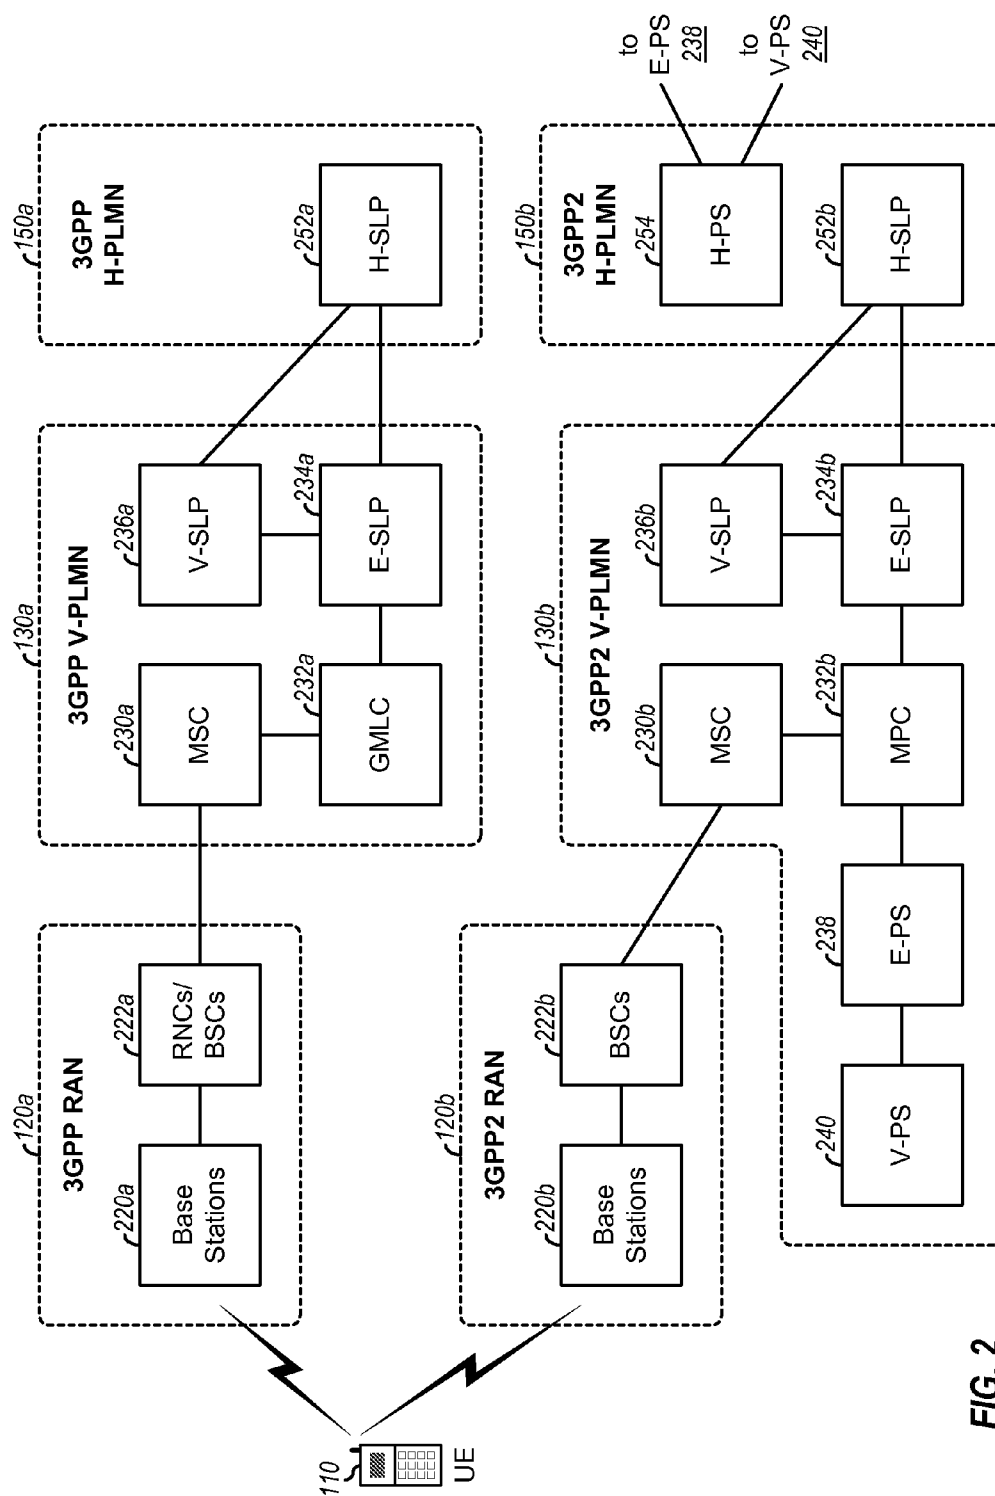 110
UE
120a
3GPP RAN
220a
Base
Stations
222a
RNCs/
BSCs
130a
3GPP V-PLMN
230a
MSC
236a
V-SLP
232a
GMLC
234a
E-SLP
150a
3GPP
H-PLMN
252a
H-SLP
120b
3GPP2 RAN
220b
Base
Stations
222b
BSCs
130b
3GPP2 V-PLMN
230b
MSC
236b
V-SLP
240
V-PS
238
E-PS
232b
MPC
234b
E-SLP
150b
3GPP2
H-PLMN
254
H-PS
252b
H-SLP
to
E-PS
238
to
V-PS
240
FIG. 2